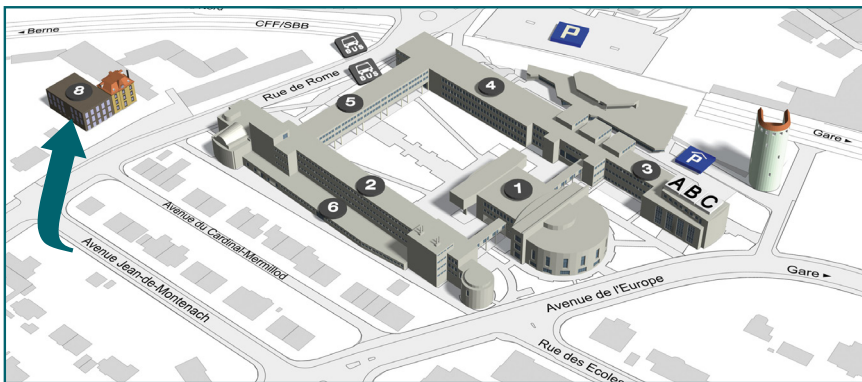 Nord
CFF/SBB
◄Berne
BUS
BUS
P
Rue de Rome
8
5
4
Gare►
P
3
ABC
2
1
6
Avenue du Cardinal-Mermillod
Avenue Jean-de-Montenach
Gare►
Avenue de l'Europe
Rue des Ecoles